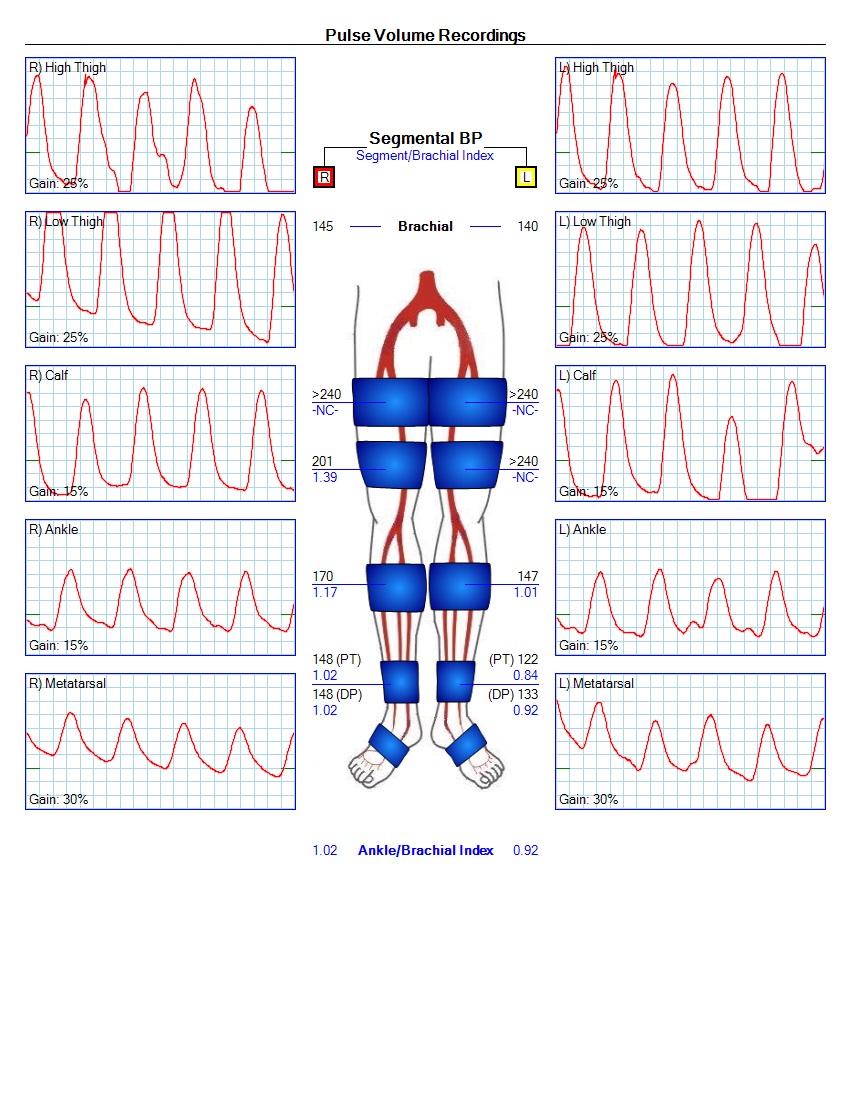 Pulse Volume Recordings
R) High Thigh
Gain: 25%
L) High Thigh
Gain: 25%
Segmental BP
Segment/Brachial Index
R
L
145 Brachial 140
R) Low Thigh
Gain: 25%
L) Low Thigh
Gain: 25%
R) Calf
Gain: 15%
L) Calf
Gain: 15%
>240 >240
-NC- -NC-
201 >240
1.39 -NC-
R) Ankle
Gain: 15%
L) Ankle
Gain: 15%
170 147
1.17 1.01
148 (PT) (PT) 122
1.02 0.84
148 (DP) (DP) 133
1.02 0.92
R) Metatarsal
Gain: 30%
L) Metatarsal
Gain: 30%
1.02 Ankle/Brachial Index 0.92